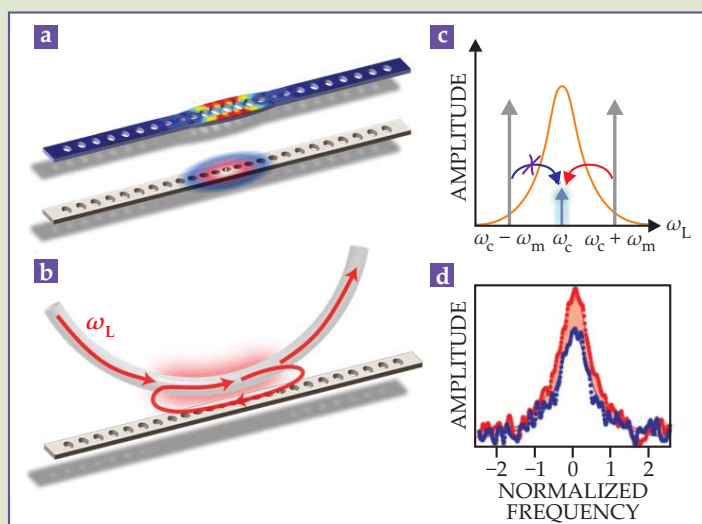 a
b
ω_L
c
AMPLITUDE
ω_c − ω_m ω_c ω_c + ω_m ω_L
d
AMPLITUDE
−2 −1 0 1 2
NORMALIZED
FREQUENCY